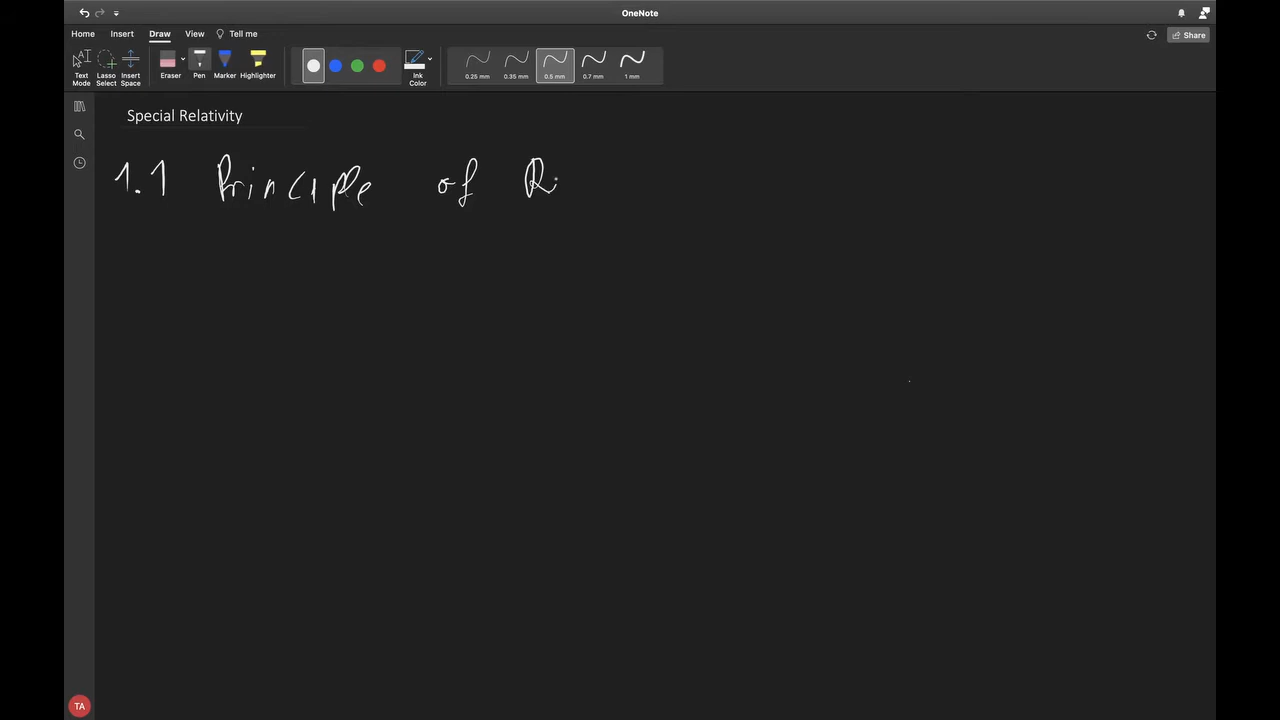 OneNote
Home Insert Draw View Tell me
Share
Text Mode
Lasso Select
Insert Space
Eraser
Pen
Marker
Highlighter
Ink Color
0.25 mm
0.35 mm
0.5 mm
0.7 mm
1 mm
Special Relativity
1.1 Principle of R
TA